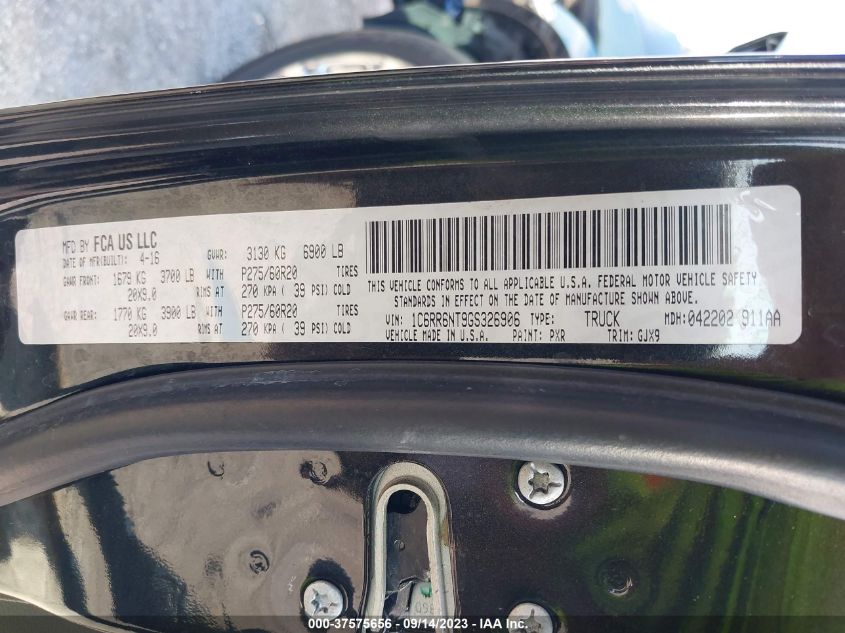 MFD BY FCA US LLC
DATE OF MFR(BUILT): 4-16 GVWR: 3130 KG 6900 LB
GAWR FRONT: 1679 KG 3700 LB WITH P275/60R20 TIRES
20X9.0 RIMS AT 270 KPA ( 39 PSI) COLD
GAWR REAR: 1770 KG 3900 LB WITH P275/60R20 TIRES
20X9.0 RIMS AT 270 KPA ( 39 PSI) COLD
THIS VEHICLE CONFORMS TO ALL APPLICABLE U.S.A. FEDERAL MOTOR VEHICLE SAFETY
STANDARDS IN EFFECT ON THE DATE OF MANUFACTURE SHOWN ABOVE.
VIN: 1C6RR6NT9GS326906 TYPE: TRUCK MDH: 042202 911AA
VEHICLE MADE IN U.S.A. PAINT: PXR TRIM: GJX9
000-37575656 - 09/14/2023 - IAA Inc.